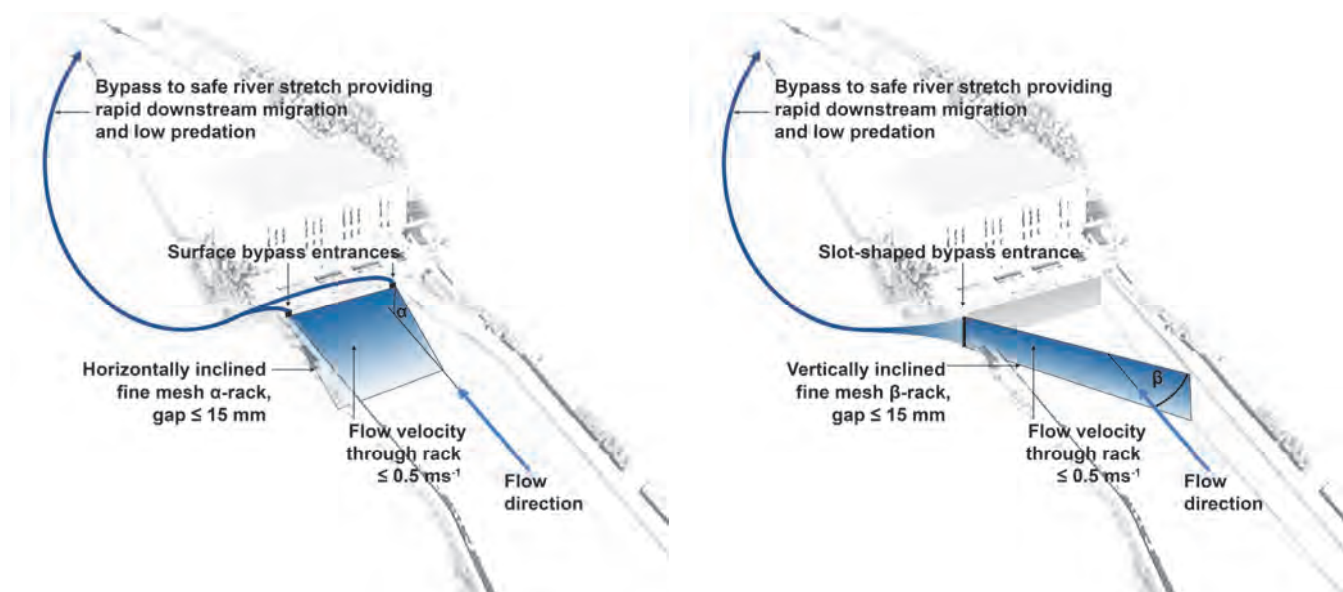 Bypass to safe river stretch providing
rapid downstream migration
and low predation
Surface bypass entrances
α
Horizontally inclined
fine mesh α-rack,
gap ≤ 15 mm
Flow velocity
through rack
≤ 0.5 ms⁻¹
Flow
direction
Bypass to safe river stretch providing
rapid downstream migration
and low predation
Slot-shaped bypass entrance
Vertically inclined
fine mesh β-rack,
gap ≤ 15 mm
β
Flow velocity
through rack
≤ 0.5 ms⁻¹
Flow
direction